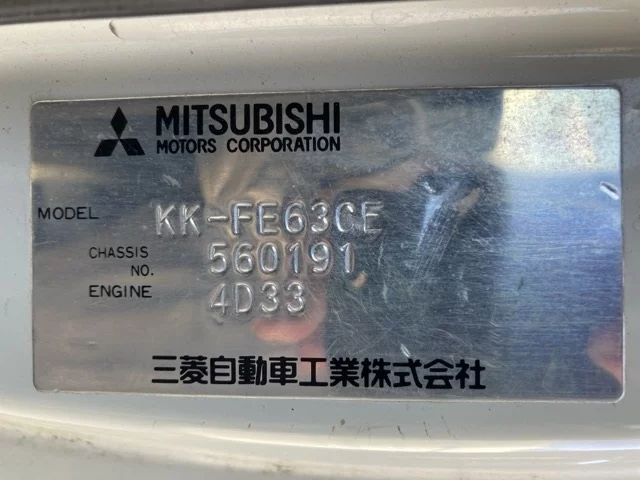 MITSUBISHI
MOTORS CORPORATION
MODEL KK-FE63CE
CHASSIS NO. 560191
ENGINE 4D33
三菱自動車工業株式会社